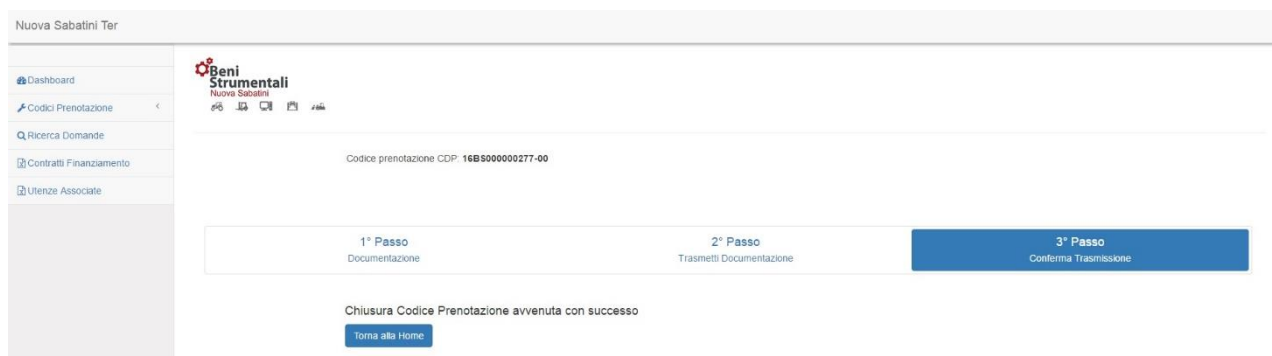 Nuova Sabatini Ter
Dashboard
Codici Prenotazione
Ricerca Domande
Contratti Finanziamento
Utenze Associate
Beni
Strumentali
Nuova Sabatini
Codice prenotazione CDP: 16BS000000277-00
1° Passo
Documentazione
2° Passo
Trasmetti Documentazione
3° Passo
Conferma Trasmissione
Chiusura Codice Prenotazione avvenuta con successo
Torna alla Home